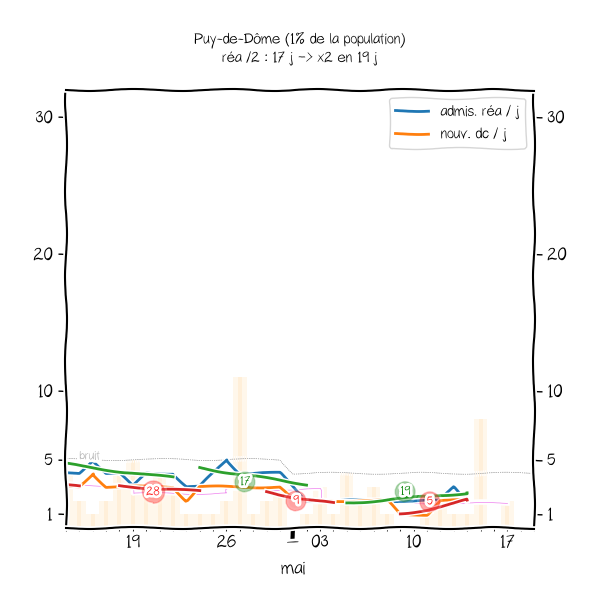 Puy-de-Dôme (1% de la population)
réa /2 : 17 j -> x2 en 19 j
admis. réa / j
nouv. dc / j
30 30
20 20
10 10
5 5
1 1
bruit
28
17
9
19
5
19 26 1 03 10 17
mai